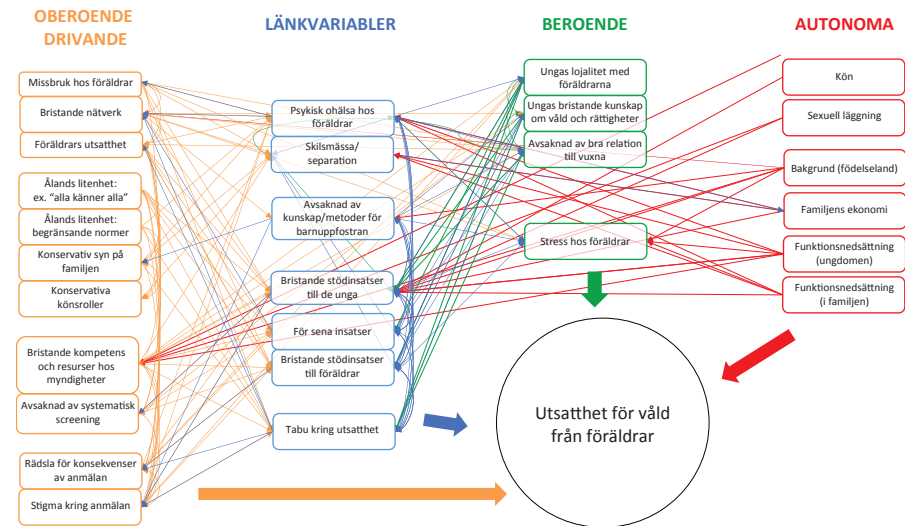 OBEROENDE
DRIVANDE
Missbruk hos föräldrar
Bristande nätverk
Föräldrars utsatthet
Ålands litenhet:
ex. “alla känner alla”
Ålands litenhet:
begränsande normer
Konservativ syn på
familjen
Konservativa
könsroller
Bristande kompetens
och resurser hos
myndigheter
Avsaknad av systematisk
screening
Rädsla för konsekvenser
av anmälan
Stigma kring anmälan
LÄNKVARIABLER
Psykisk ohälsa hos
föräldrar
Skilsmässa/
separation
Avsaknad av
kunskap/metoder för
barnuppfostran
Bristande stödinsatser
till de unga
För sena insatser
Bristande stödinsatser
till föräldrar
Tabu kring utsatthet
BEROENDE
Ungas lojalitet med
föräldrarna
Ungas bristande kunskap
om våld och rättigheter
Avsaknad av bra relation
till vuxna
Stress hos föräldrar
Utsatthet för våld
från föräldrar
AUTONOMA
Kön
Sexuell läggning
Bakgrund (födelseland)
Familjens ekonomi
Funktionsnedsättning
(ungdomen)
Funktionsnedsättning
(i familjen)